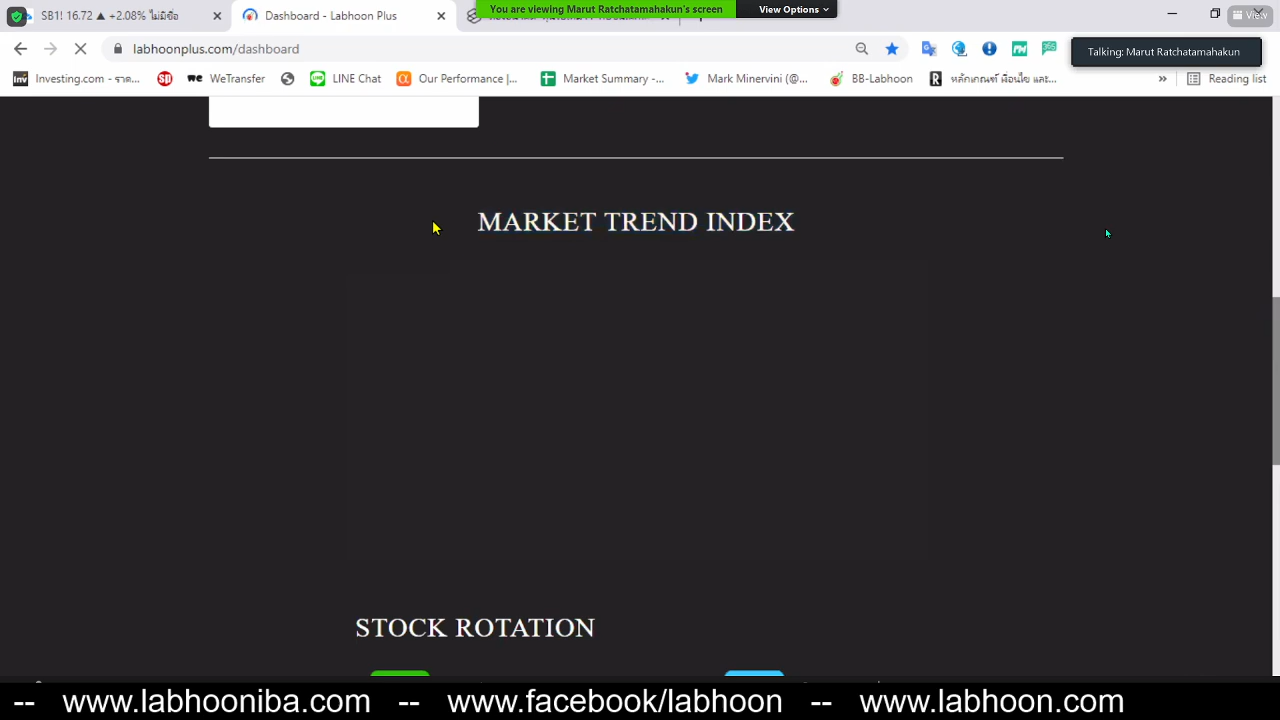 You are viewing Marut Ratchatamahakun's screen
View Options
SB1! 16.72 ▲ +2.08% ไม่มีชื่อ
Dashboard - Labhoon Plus
View
labhoonplus.com/dashboard
Talking: Marut Ratchatamahakun
Investing.com - ราค...
WeTransfer
LINE Chat
Our Performance |...
Market Summary -...
Mark Minervini (@...
BB-Labhoon
หลักเกณฑ์ เงื่อนไข และ...
»
Reading list
MARKET TREND INDEX
STOCK ROTATION
-- www.labhooniba.com -- www.facebook/labhoon -- www.labhoon.com